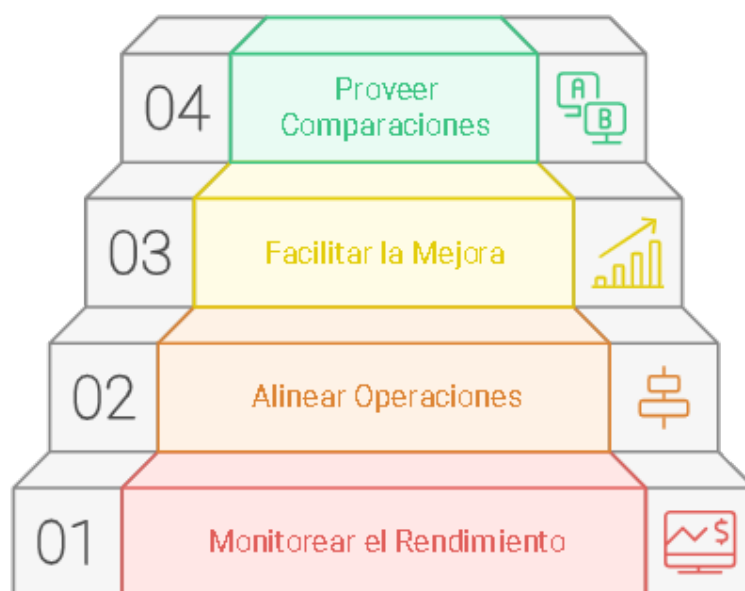 04
Proveer
Comparaciones
A
B
03
Facilitar la Mejora
02
Alinear Operaciones
01
Monitorear el Rendimiento
$